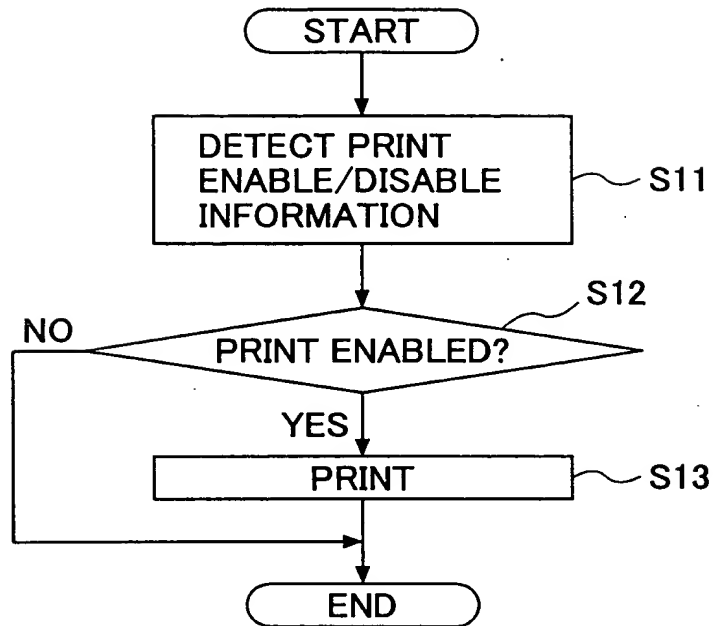 START
DETECT PRINT
ENABLE/DISABLE
INFORMATION
S11
S12
NO
PRINT ENABLED?
YES
PRINT
S13
END